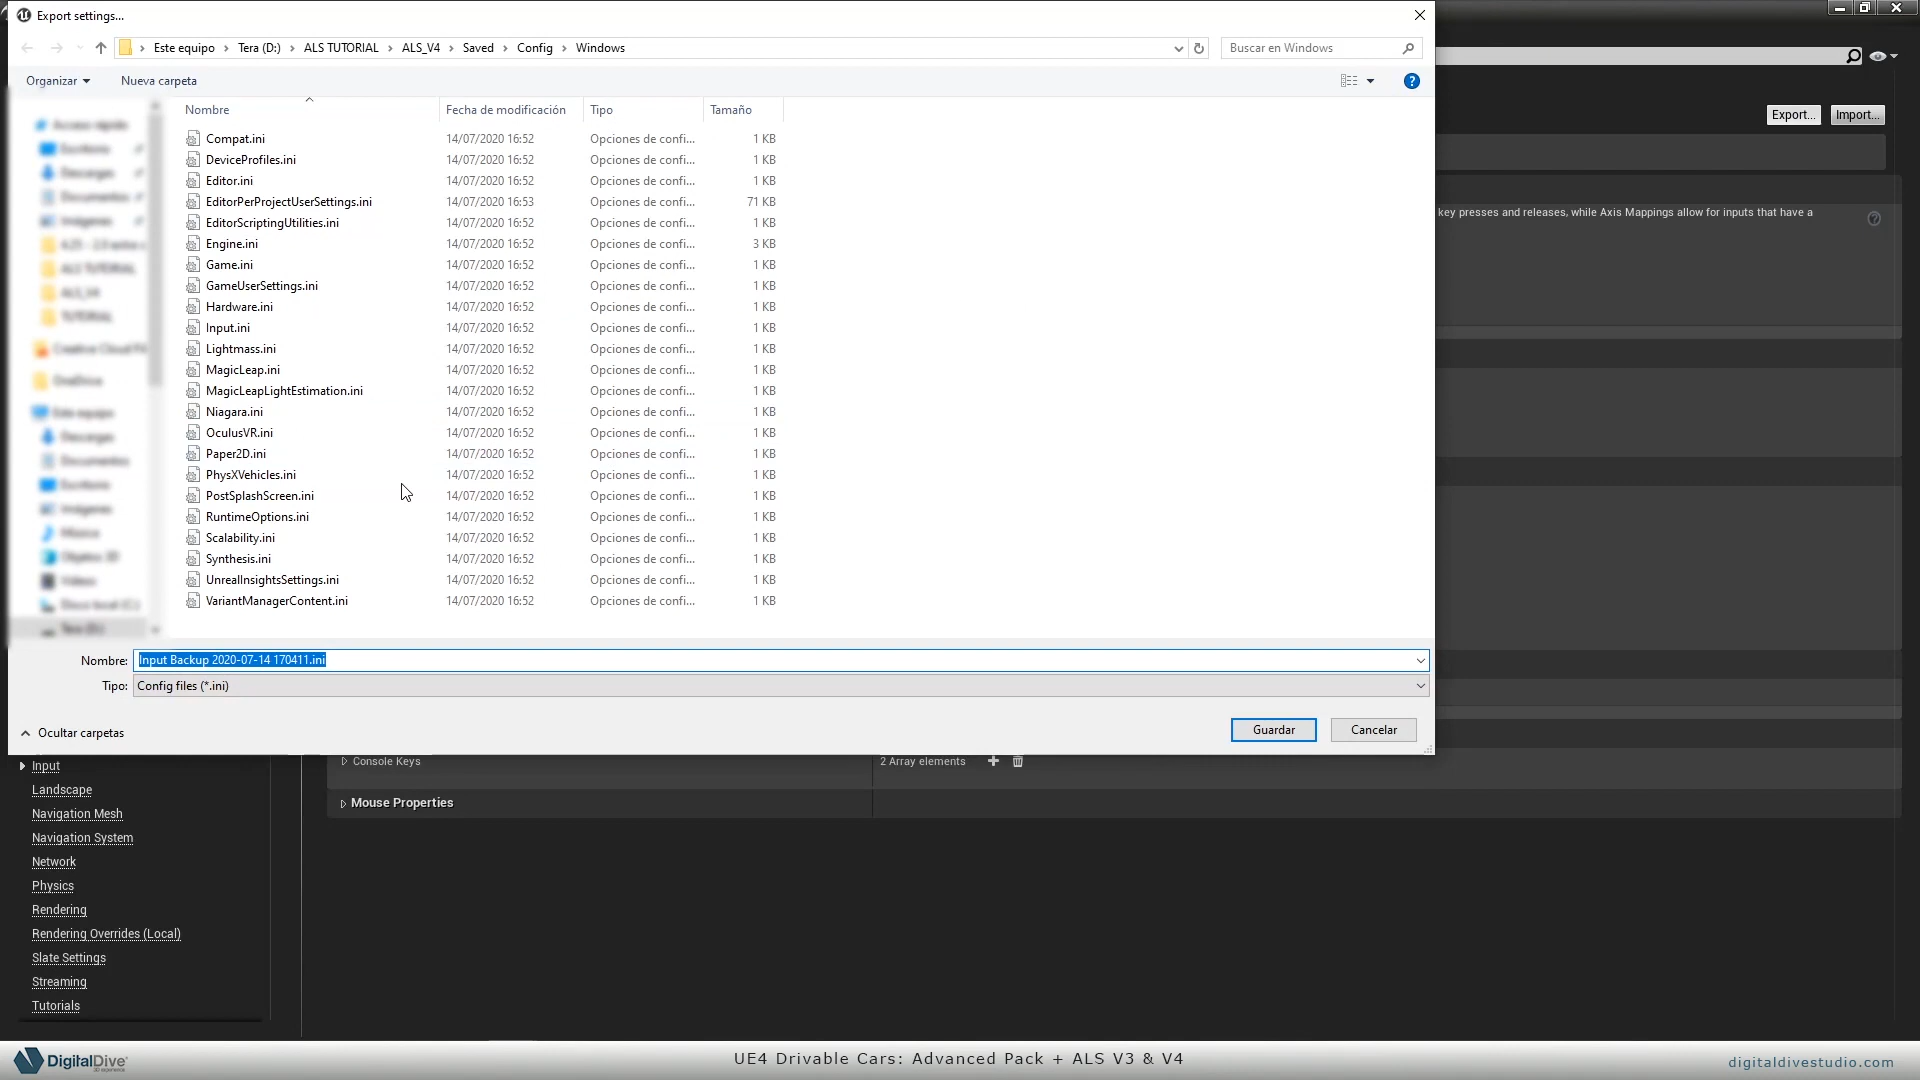 Export settings...
Este equipo > Tera (D:) > ALS TUTORIAL > ALS_V4 > Saved > Config > Windows
Buscar en Windows
Organizar
Nueva carpeta
Nombre
Fecha de modificación
Tipo
Tamaño
Compat.ini 14/07/2020 16:52 Opciones de confi... 1 KB
DeviceProfiles.ini 14/07/2020 16:52 Opciones de confi... 1 KB
Editor.ini 14/07/2020 16:52 Opciones de confi... 1 KB
EditorPerProjectUserSettings.ini 14/07/2020 16:53 Opciones de confi... 71 KB
EditorScriptingUtilities.ini 14/07/2020 16:52 Opciones de confi... 1 KB
Engine.ini 14/07/2020 16:52 Opciones de confi... 3 KB
Game.ini 14/07/2020 16:52 Opciones de confi... 1 KB
GameUserSettings.ini 14/07/2020 16:52 Opciones de confi... 1 KB
Hardware.ini 14/07/2020 16:52 Opciones de confi... 1 KB
Input.ini 14/07/2020 16:52 Opciones de confi... 1 KB
Lightmass.ini 14/07/2020 16:52 Opciones de confi... 1 KB
MagicLeap.ini 14/07/2020 16:52 Opciones de confi... 1 KB
MagicLeapLightEstimation.ini 14/07/2020 16:52 Opciones de confi... 1 KB
Niagara.ini 14/07/2020 16:52 Opciones de confi... 1 KB
OculusVR.ini 14/07/2020 16:52 Opciones de confi... 1 KB
Paper2D.ini 14/07/2020 16:52 Opciones de confi... 1 KB
PhysXVehicles.ini 14/07/2020 16:52 Opciones de confi... 1 KB
PostSplashScreen.ini 14/07/2020 16:52 Opciones de confi... 1 KB
RuntimeOptions.ini 14/07/2020 16:52 Opciones de confi... 1 KB
Scalability.ini 14/07/2020 16:52 Opciones de confi... 1 KB
Synthesis.ini 14/07/2020 16:52 Opciones de confi... 1 KB
UnrealInsightsSettings.ini 14/07/2020 16:52 Opciones de confi... 1 KB
VariantManagerContent.ini 14/07/2020 16:52 Opciones de confi... 1 KB
Nombre: Input Backup 2020-07-14 170411.ini
Tipo: Config files (*.ini)
Ocultar carpetas
Guardar
Cancelar
Export...
Import...
key presses and releases, while Axis Mappings allow for inputs that have a
Input
Landscape
Navigation Mesh
Navigation System
Network
Physics
Rendering
Rendering Overrides (Local)
Slate Settings
Streaming
Tutorials
Console Keys
2 Array elements
Mouse Properties
DigitalDive
UE4 Drivable Cars: Advanced Pack + ALS V3 & V4
digitaldivestudio.com